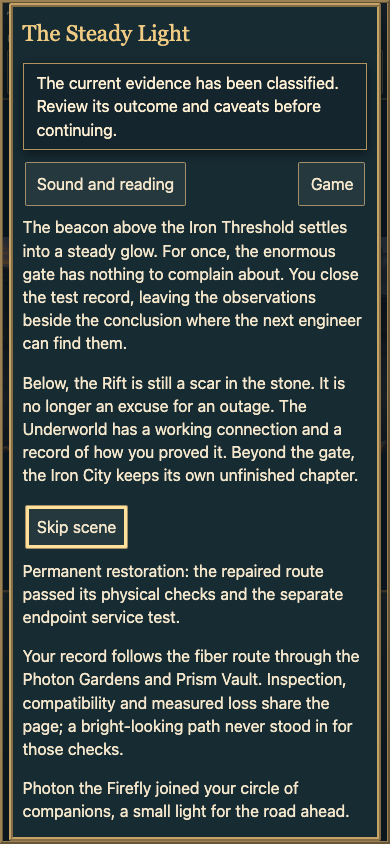 The Steady Light
The current evidence has been classified.
Review its outcome and caveats before
continuing.
Sound and reading
Game
The beacon above the Iron Threshold settles
into a steady glow. For once, the enormous
gate has nothing to complain about. You close
the test record, leaving the observations
beside the conclusion where the next engineer
can find them.
Below, the Rift is still a scar in the stone. It is
no longer an excuse for an outage. The
Underworld has a working connection and a
record of how you proved it. Beyond the gate,
the Iron City keeps its own unfinished chapter.
Skip scene
Permanent restoration: the repaired route
passed its physical checks and the separate
endpoint service test.
Your record follows the fiber route through the
Photon Gardens and Prism Vault. Inspection,
compatibility and measured loss share the
page; a bright-looking path never stood in for
those checks.
Photon the Firefly joined your circle of
companions, a small light for the road ahead.